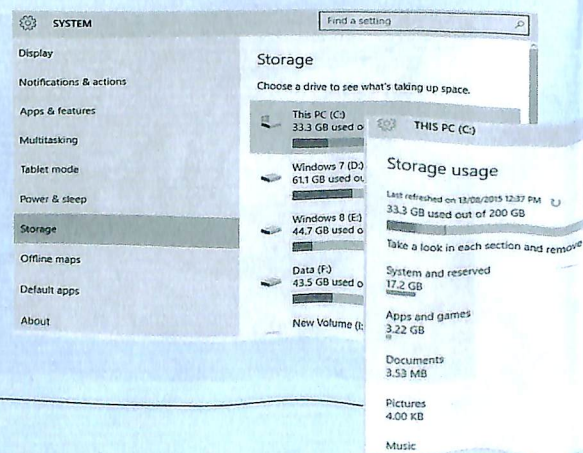 SYSTEM
Find a setting
Display
Notifications & actions
Apps & features
Multitasking
Tablet mode
Power & sleep
Storage
Offline maps
Default apps
About
Storage
Choose a drive to see what's taking up space.
This PC (C:)
33.3 GB used o
Windows 7 (D:)
61.1 GB used ou
Windows 8 (E:)
44.7 GB used o
Data (F:)
43.5 GB used o
New Volume (I:
THIS PC (C:)
Storage usage
Last refreshed on 13/08/2015 12:37 PM
33.3 GB used out of 200 GB
Take a look in each section and remove
System and reserved
17.2 GB
Apps and games
3.22 GB
Documents
3.53 MB
Pictures
4.00 KB
Music